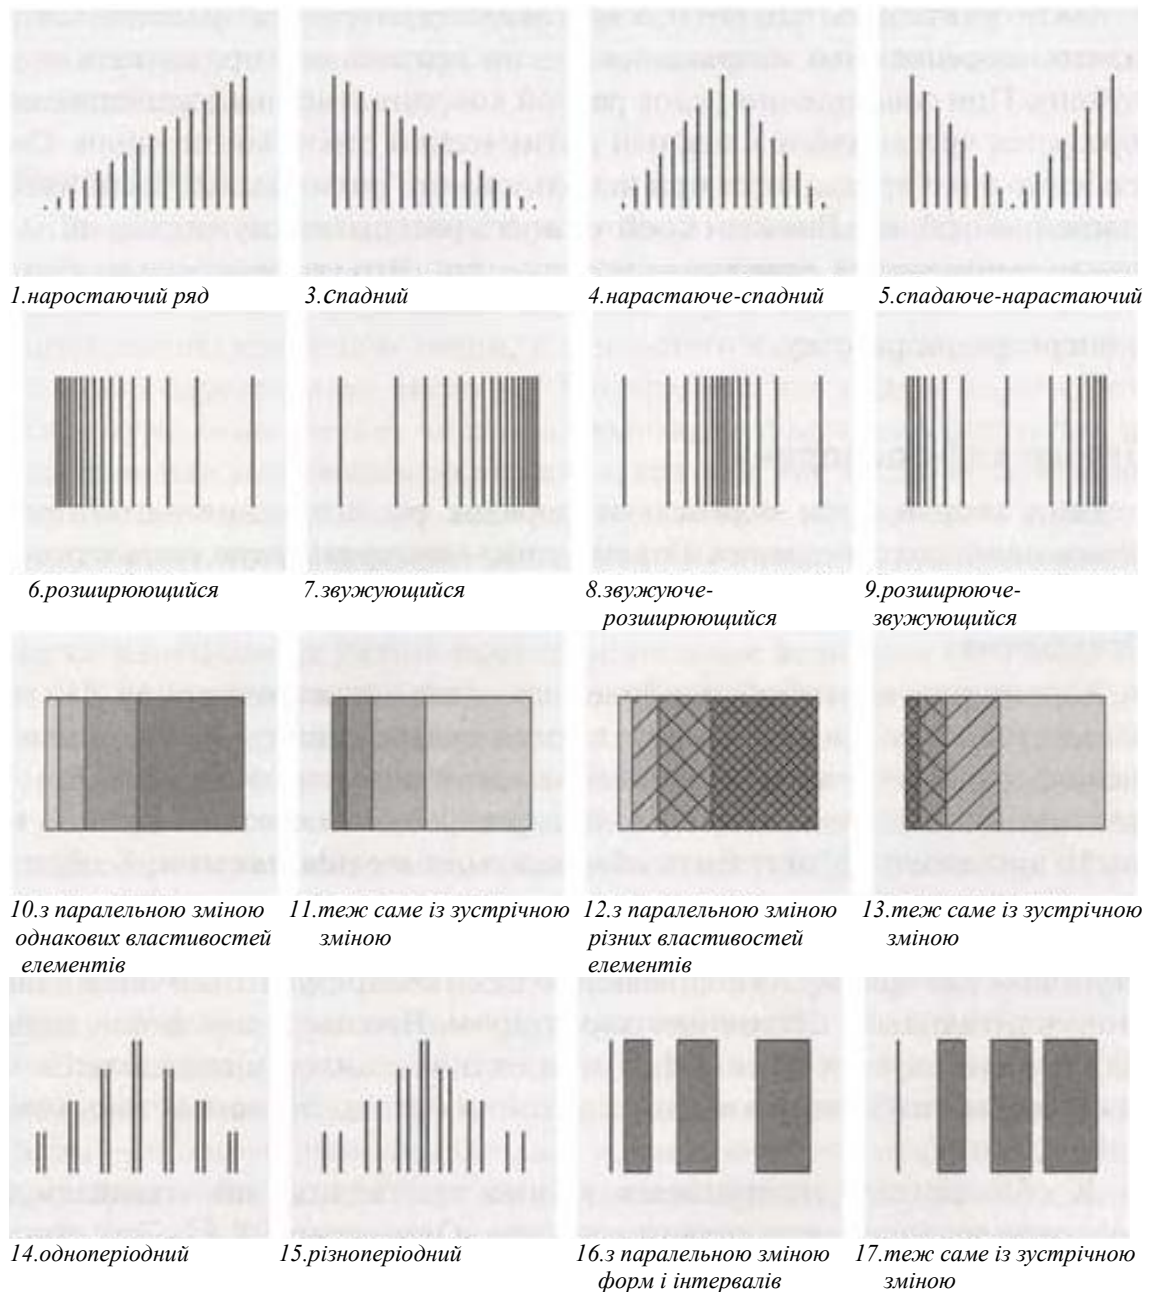 1.наростаючий ряд
3.спадний
4.нарастаюче-спадний
5.спадаюче-нарастаючий
6.розширюющийся
7.звужующийся
8.звужуюче-
розширюющийся
9.розширююче-
звужующийся
10.з паралельною зміною
однакових властивостей
елементів
11.теж саме із зустрічною
зміною
12.з паралельною зміною
різних властивостей
елементів
13.теж саме із зустрічною
зміною
14.одноперіодний
15.різноперіодний
16.з паралельною зміною
форм і інтервалів
17.теж саме із зустрічною
зміною